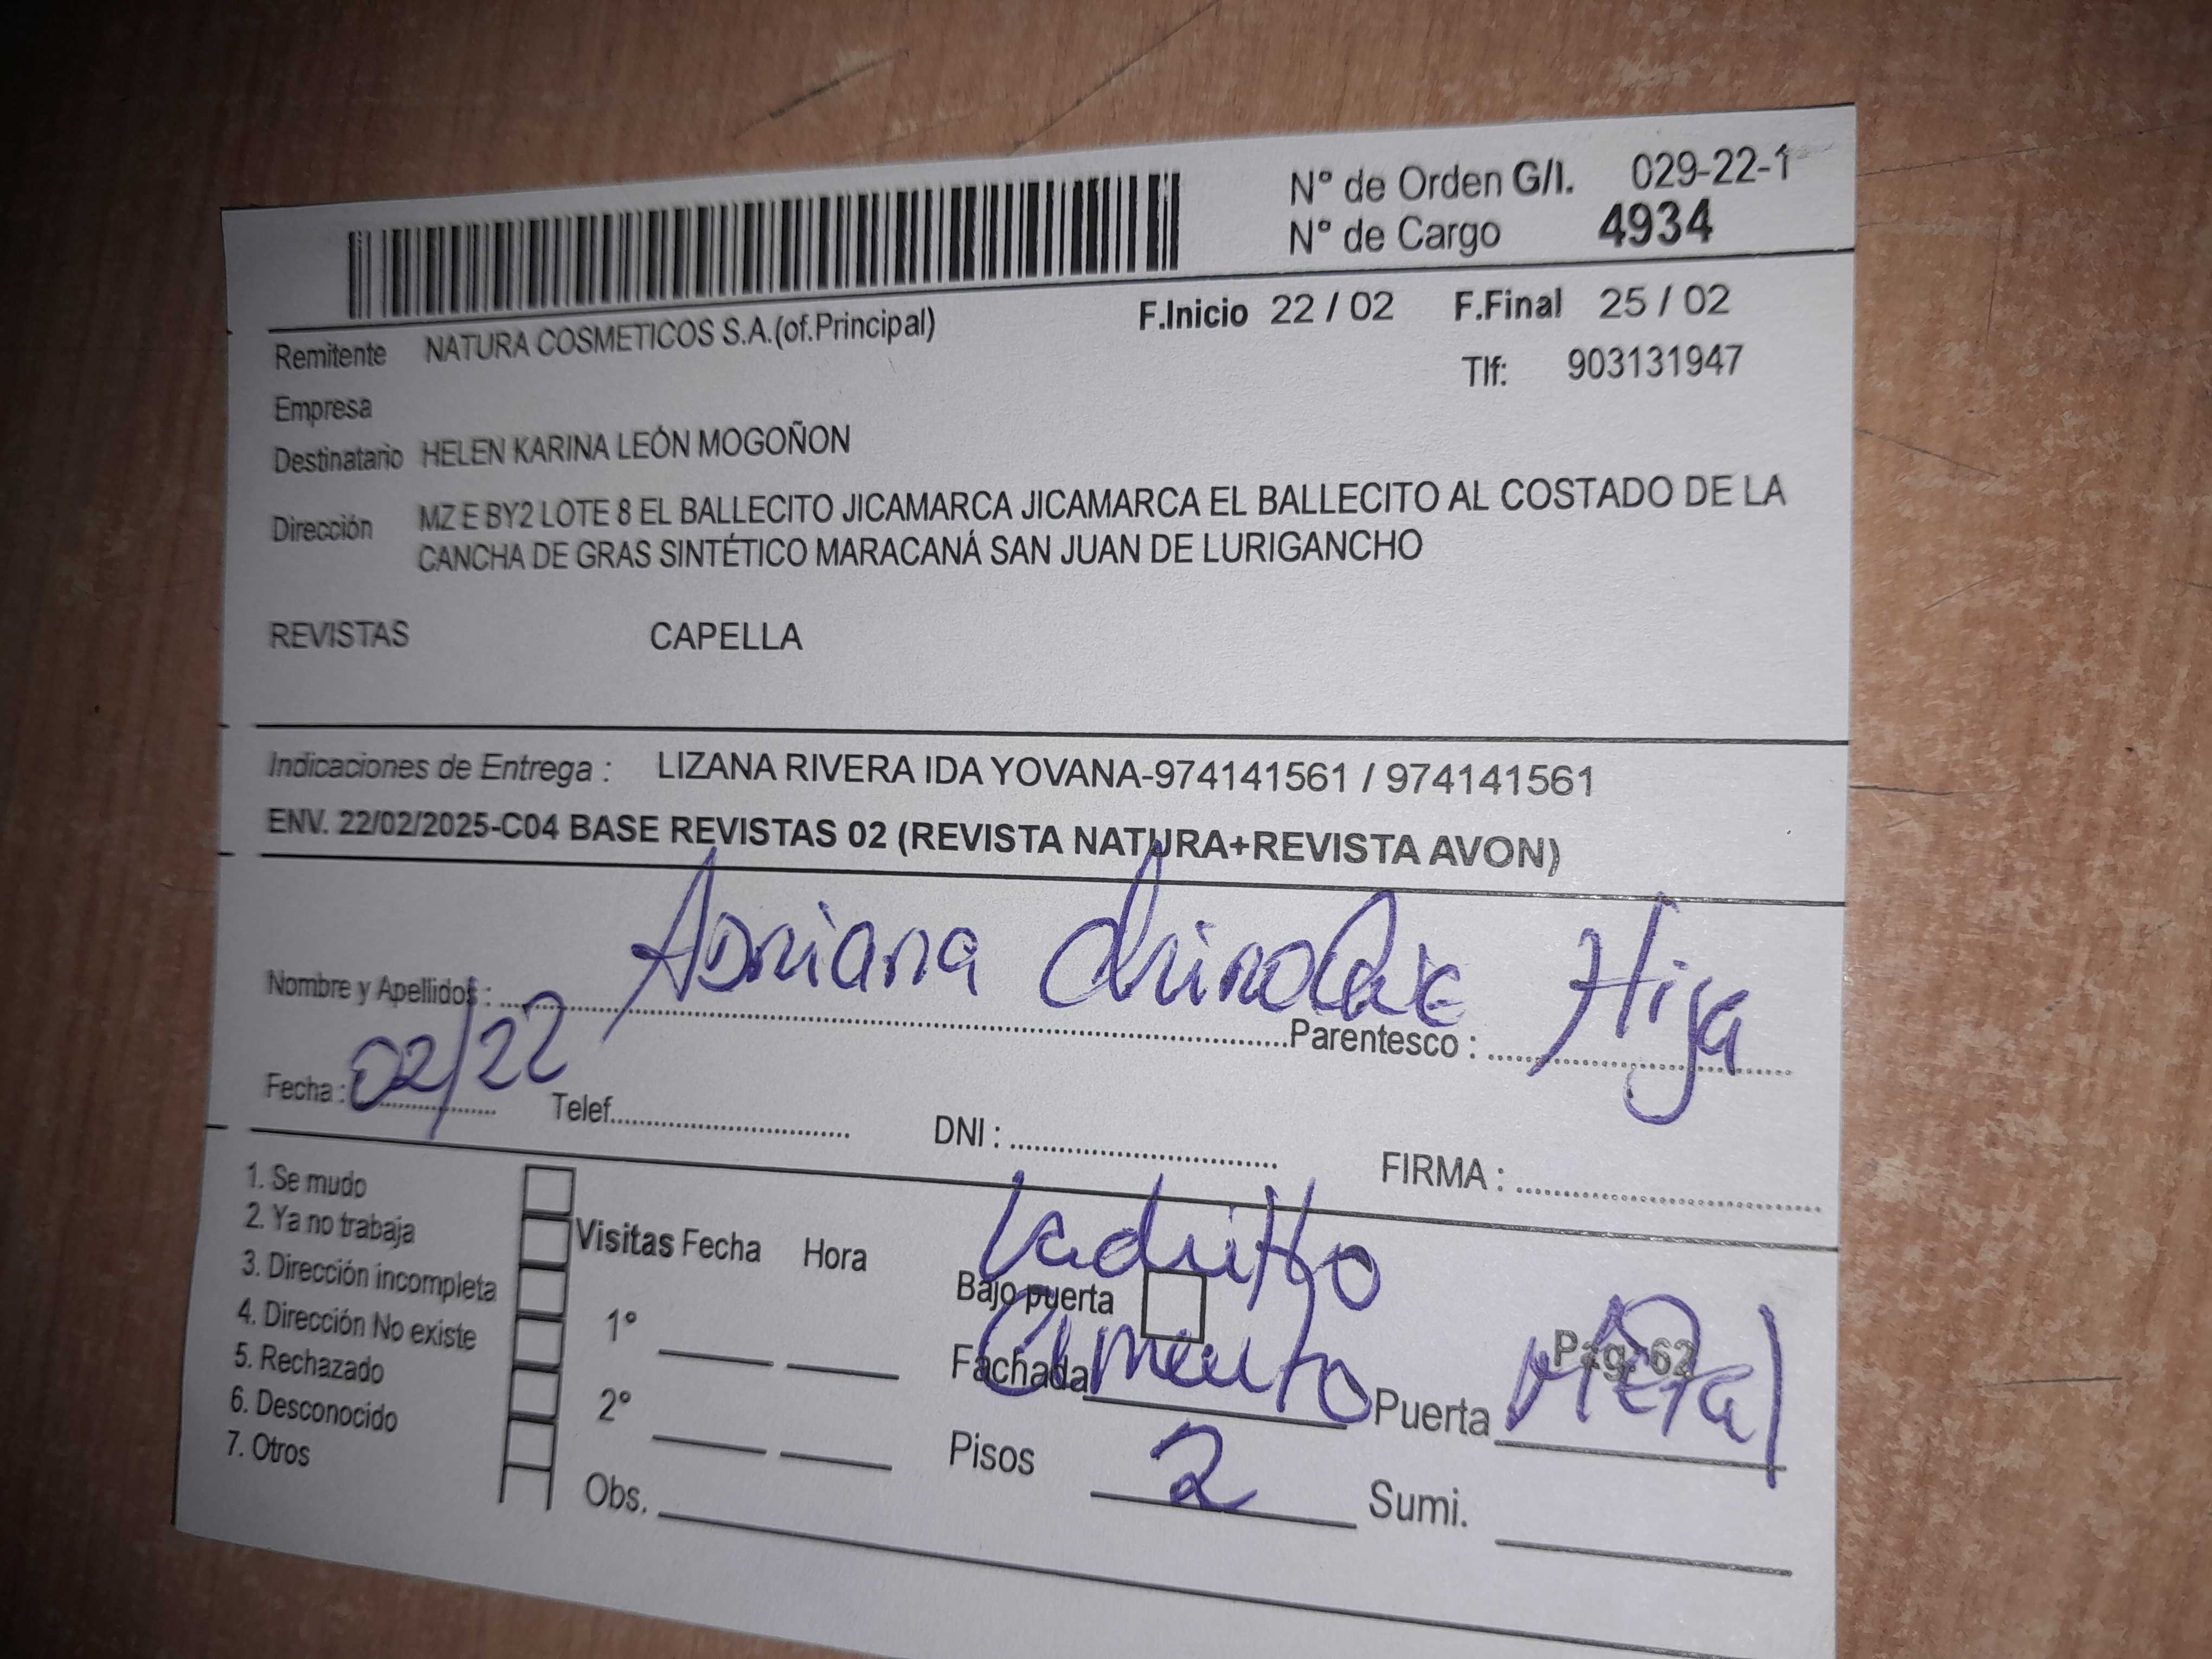 N° de Orden G/I. 029-22-1
N° de Cargo 4934
F.Inicio 22 / 02 F.Final 25 / 02
Remitente NATURA COSMETICOS S.A.(of.Principal)
Tlf: 903131947
Empresa
Destinatario HELEN KARINA LEÓN MOGOÑON
Dirección MZ E BY2 LOTE 8 EL BALLECITO JICAMARCA JICAMARCA EL BALLECITO AL COSTADO DE LA
CANCHA DE GRAS SINTÉTICO MARACANÁ SAN JUAN DE LURIGANCHO
REVISTAS CAPELLA
Indicaciones de Entrega : LIZANA RIVERA IDA YOVANA-974141561 / 974141561
ENV. 22/02/2025-C04 BASE REVISTAS 02 (REVISTA NATURA+REVISTA AVON)
Nombre y Apellidos : Adriana Parentesco : Hija
Fecha : 02/22 Telef. DNI : FIRMA :
1. Se mudo
2. Ya no trabaja
3. Dirección incompleta
4. Dirección No existe
5. Rechazado
6. Desconocido
7. Otros
Visitas Fecha Hora
1°
2°
Obs.
Ladrillo
Bajo puerta
Pág. 62
Fachada Cemento Puerta Metal
Pisos 2 Sumi.